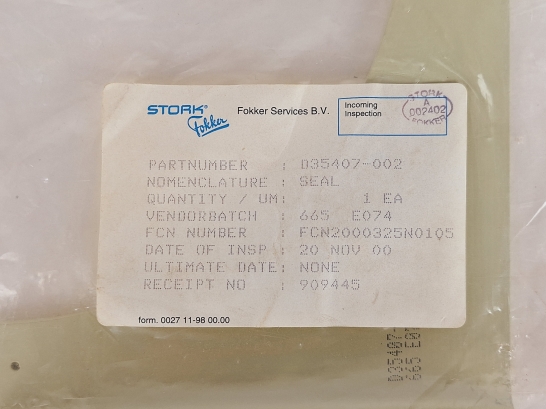 STORK®
Fokker
Fokker Services B.V.
Incoming
Inspection
STORK
A
002402
FOKKER
PARTNUMBER : D35407-002
NOMENCLATURE : SEAL
QUANTITY / UM: 1 EA
VENDORBATCH : 665 E074
FCN NUMBER : FCN2000325N0105
DATE OF INSP : 20 NOV 00
ULTIMATE DATE: NONE
RECEIPT NO : 909445
form. 0027 11-98 00.00